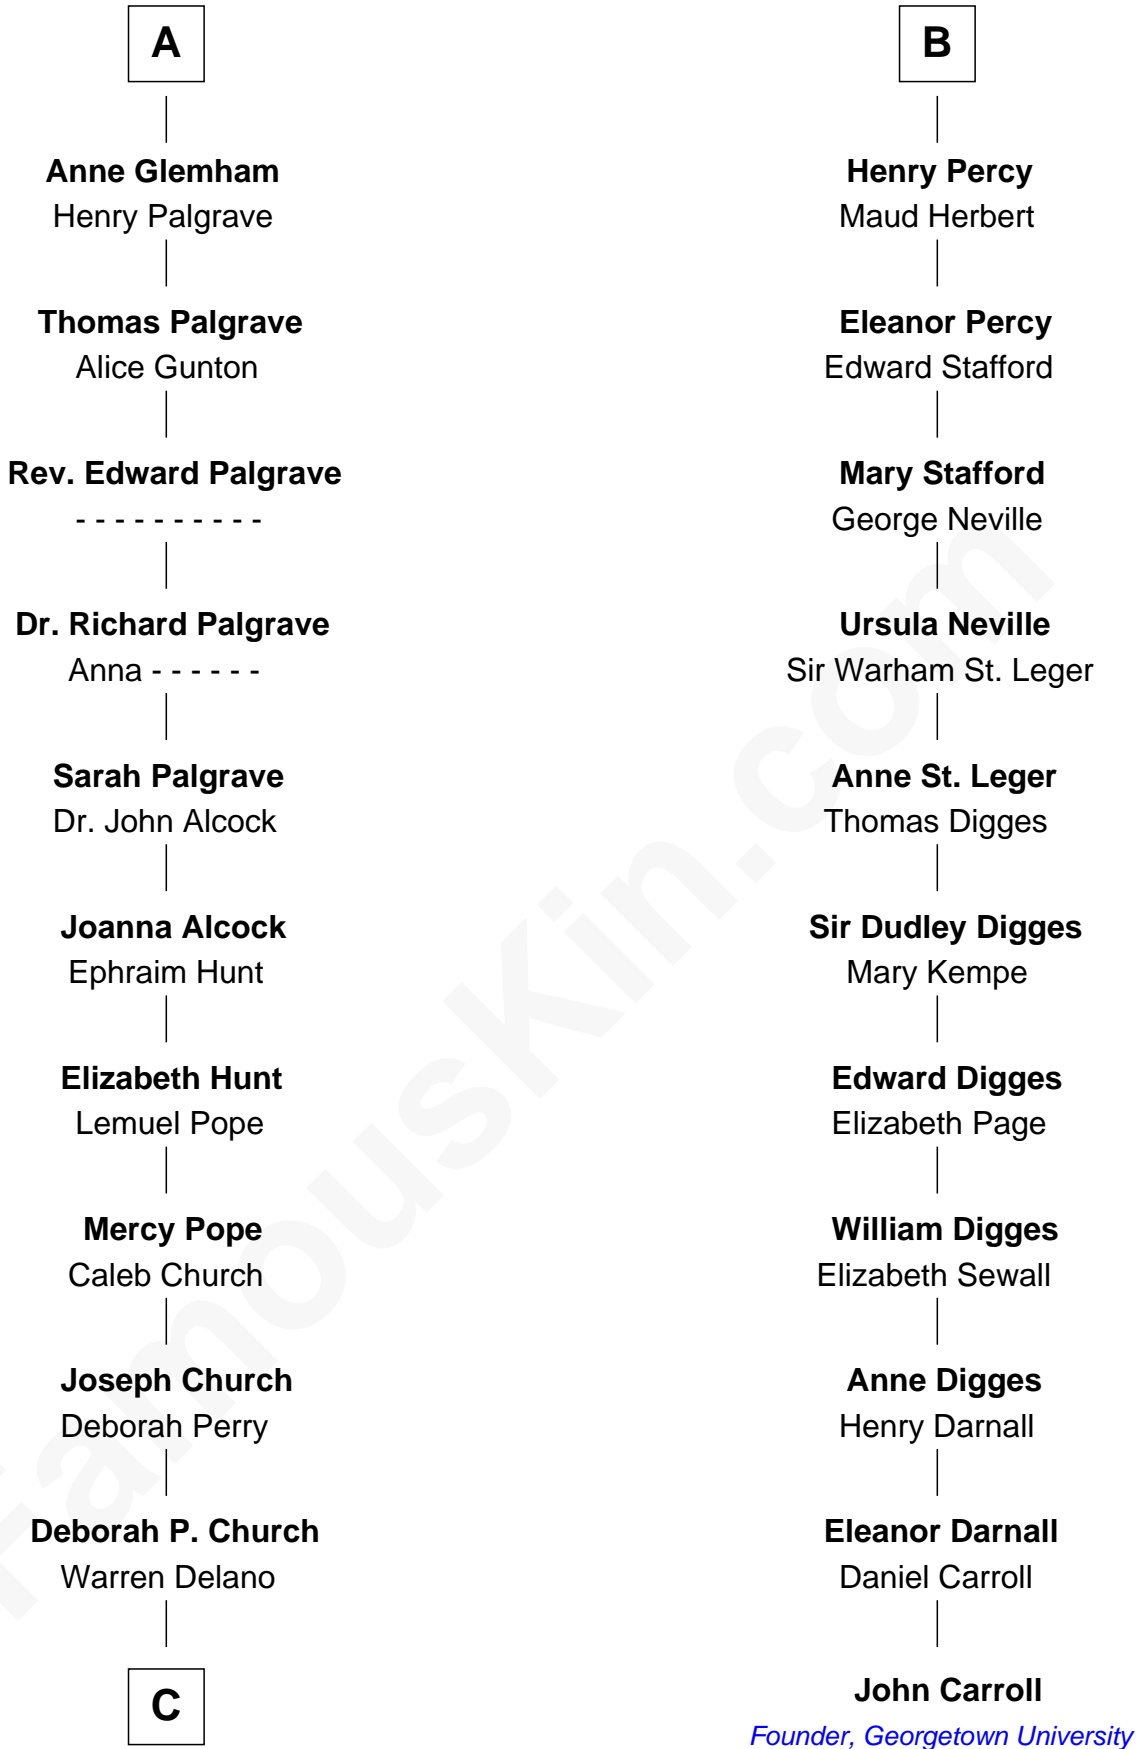 A
Anne Glemham
Henry Palgrave
Thomas Palgrave
Alice Gunton
Rev. Edward Palgrave
- - - - - - - - - -
Dr. Richard Palgrave
Anna - - - - - -
Sarah Palgrave
Dr. John Alcock
Joanna Alcock
Ephraim Hunt
Elizabeth Hunt
Lemuel Pope
Mercy Pope
Caleb Church
Joseph Church
Deborah Perry
Deborah P. Church
Warren Delano
C
B
Henry Percy
Maud Herbert
Eleanor Percy
Edward Stafford
Mary Stafford
George Neville
Ursula Neville
Sir Warham St. Leger
Anne St. Leger
Thomas Digges
Sir Dudley Digges
Mary Kempe
Edward Digges
Elizabeth Page
William Digges
Elizabeth Sewall
Anne Digges
Henry Darnall
Eleanor Darnall
Daniel Carroll
John Carroll
Founder, Georgetown University
FamousKin.com